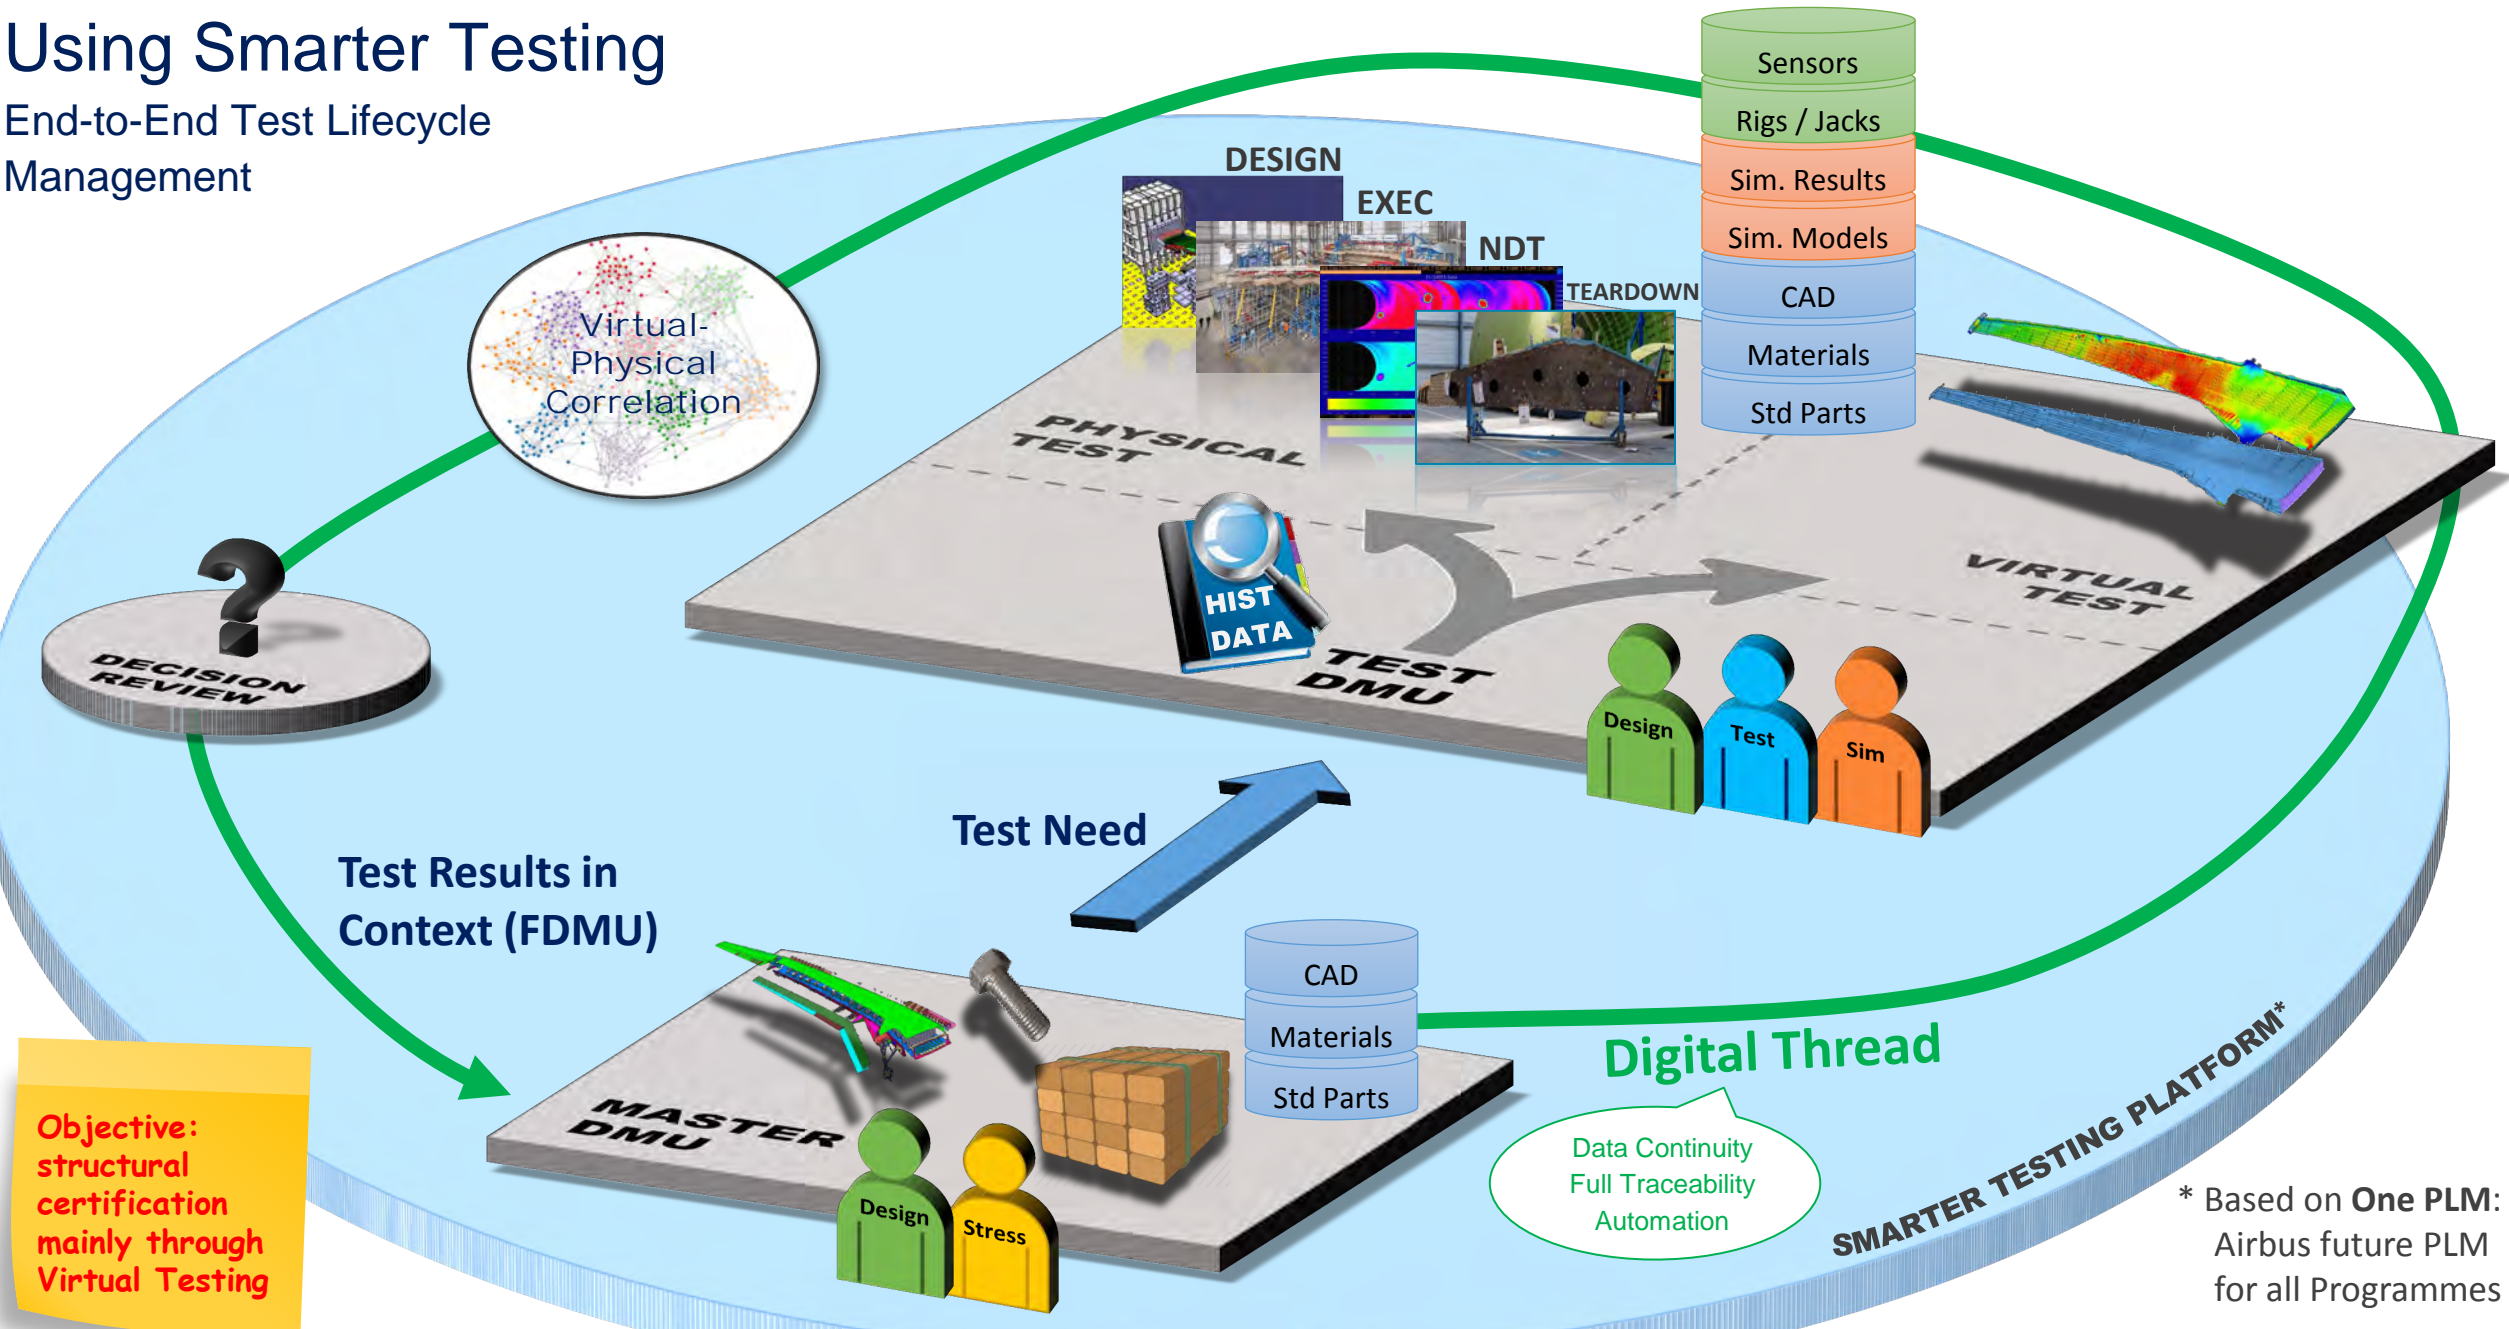 Using Smarter Testing
End-to-End Test Lifecycle
Management
Sensors
Rigs / Jacks
Sim. Results
Sim. Models
CAD
Materials
Std Parts
DESIGN
EXEC
NDT
TEARDOWN
Virtual-
Physical
Correlation
PHYSICAL
TEST
VIRTUAL
TEST
HIST
DATA
TEST
DMU
Design
Test
Sim
DECISION
REVIEW
Test Need
Test Results in
Context (FDMU)
CAD
Materials
Std Parts
MASTER
DMU
Design
Stress
Digital Thread
Data Continuity
Full Traceability
Automation
SMARTER TESTING PLATFORM*
* Based on One PLM:
Airbus future PLM
for all Programmes
Objective:
structural
certification
mainly through
Virtual Testing